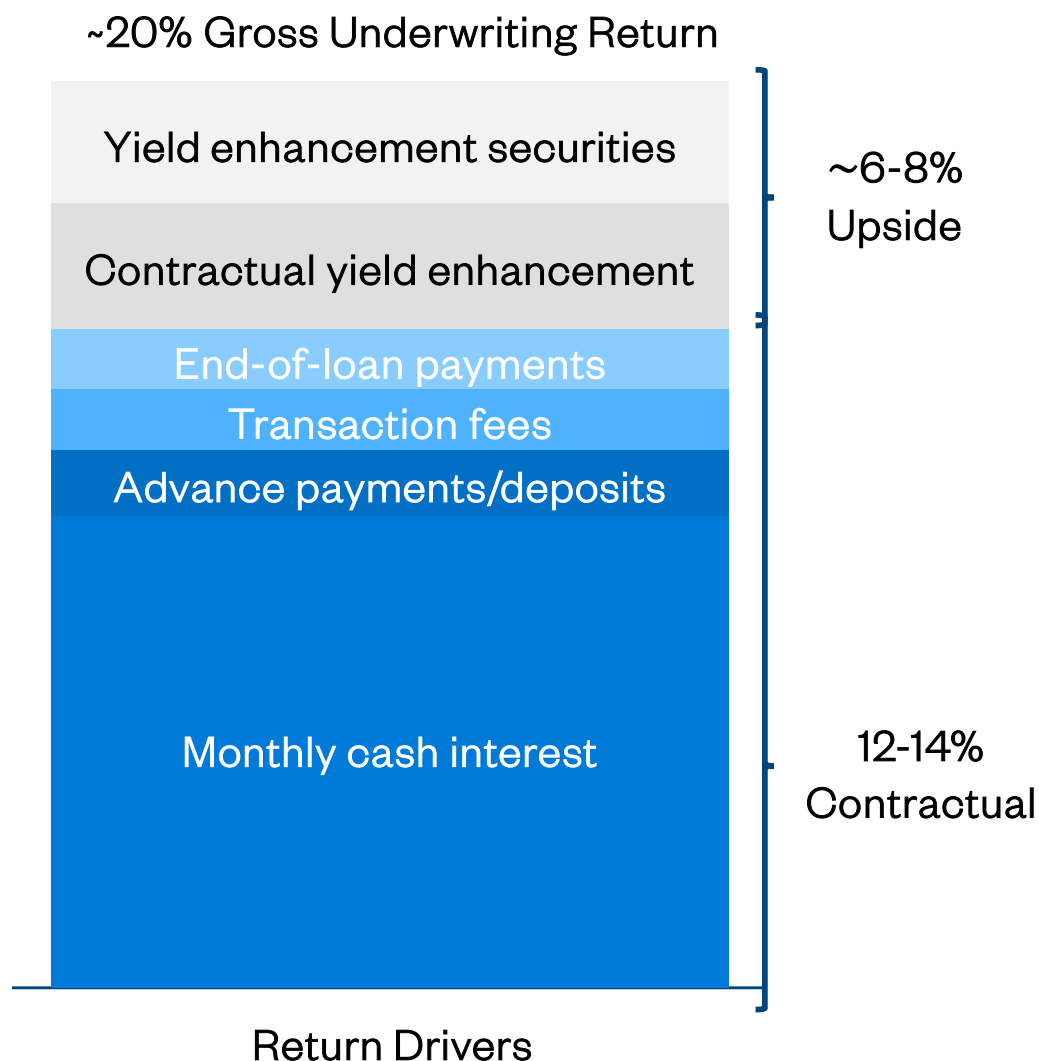 ~20% Gross Underwriting Return
Yield enhancement securities
~6-8%
Upside
Contractual yield enhancement
End-of-loan payments
Transaction fees
Advance payments/deposits
Monthly cash interest
12-14%
Contractual
Return Drivers